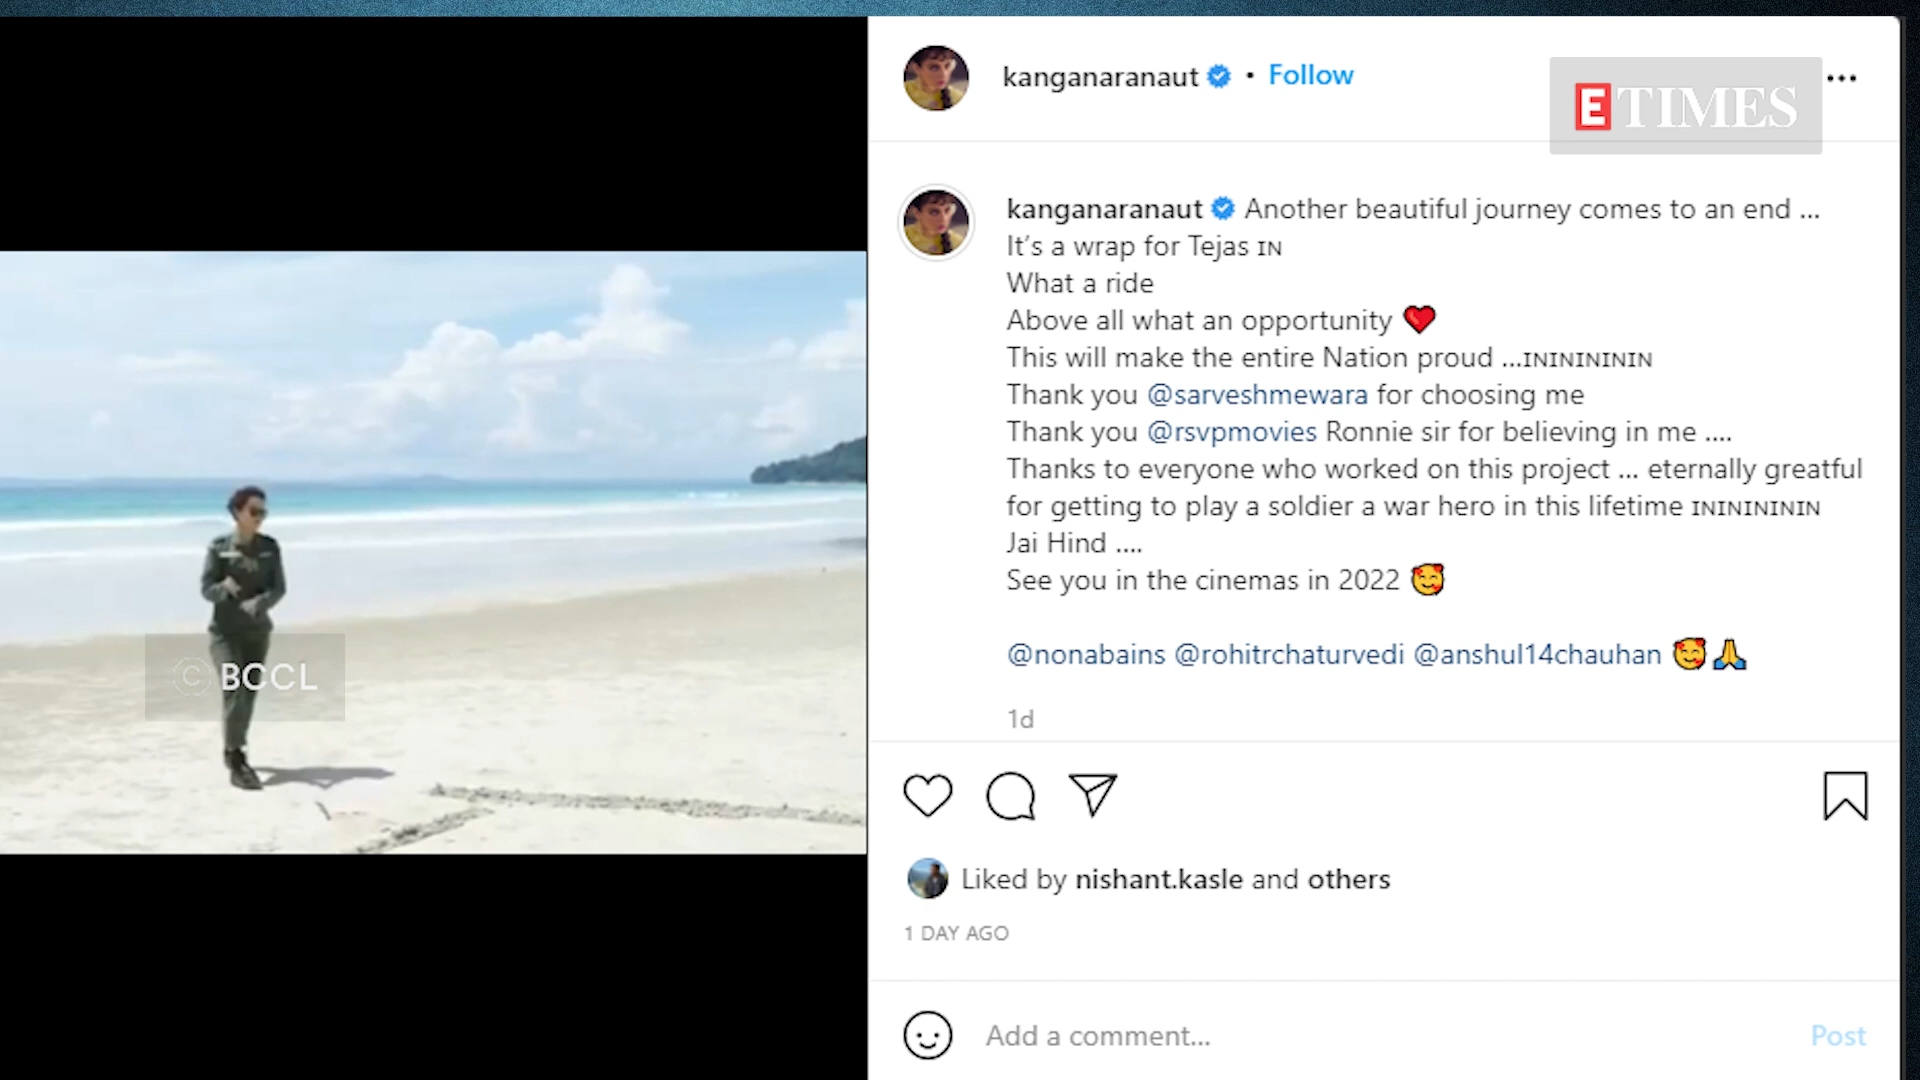 kanganaranaut • Follow
E TIMES
kanganaranaut Another beautiful journey comes to an end ...
It’s a wrap for Tejas ɪɴ
What a ride
Above all what an opportunity ❤️
This will make the entire Nation proud ...ɪɴɪɴɪɴɪɴɪɴ
Thank you @sarveshmewara for choosing me
Thank you @rsvpmovies Ronnie sir for believing in me ....
Thanks to everyone who worked on this project ... eternally greatful
for getting to play a soldier a war hero in this lifetime ɪɴɪɴɪɴɪɴɪɴ
Jai Hind ....
See you in the cinemas in 2022 🥰
@nonabains @rohitrchaturvedi @anshul14chauhan 🥰🙏
1d
© BCCL
Liked by nishant.kasle and others
1 DAY AGO
Add a comment...
Post